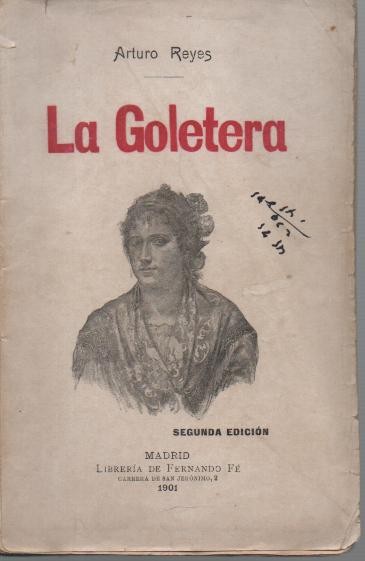 Arturo Reyes
La Goletera
SEGUNDA EDICIÓN
MADRID
LIBRERÍA DE FERNANDO FÉ
CARRERA DE SAN JERÓNIMO, 2
1901